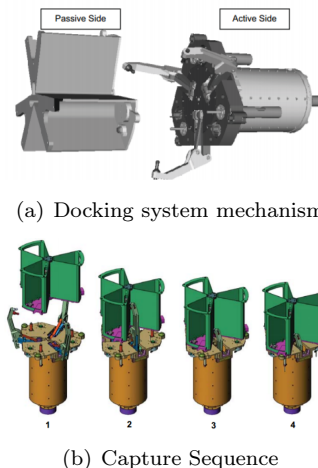 Passive Side
Active Side
(a) Docking system mechanism
1
2
3
4
(b) Capture Sequence